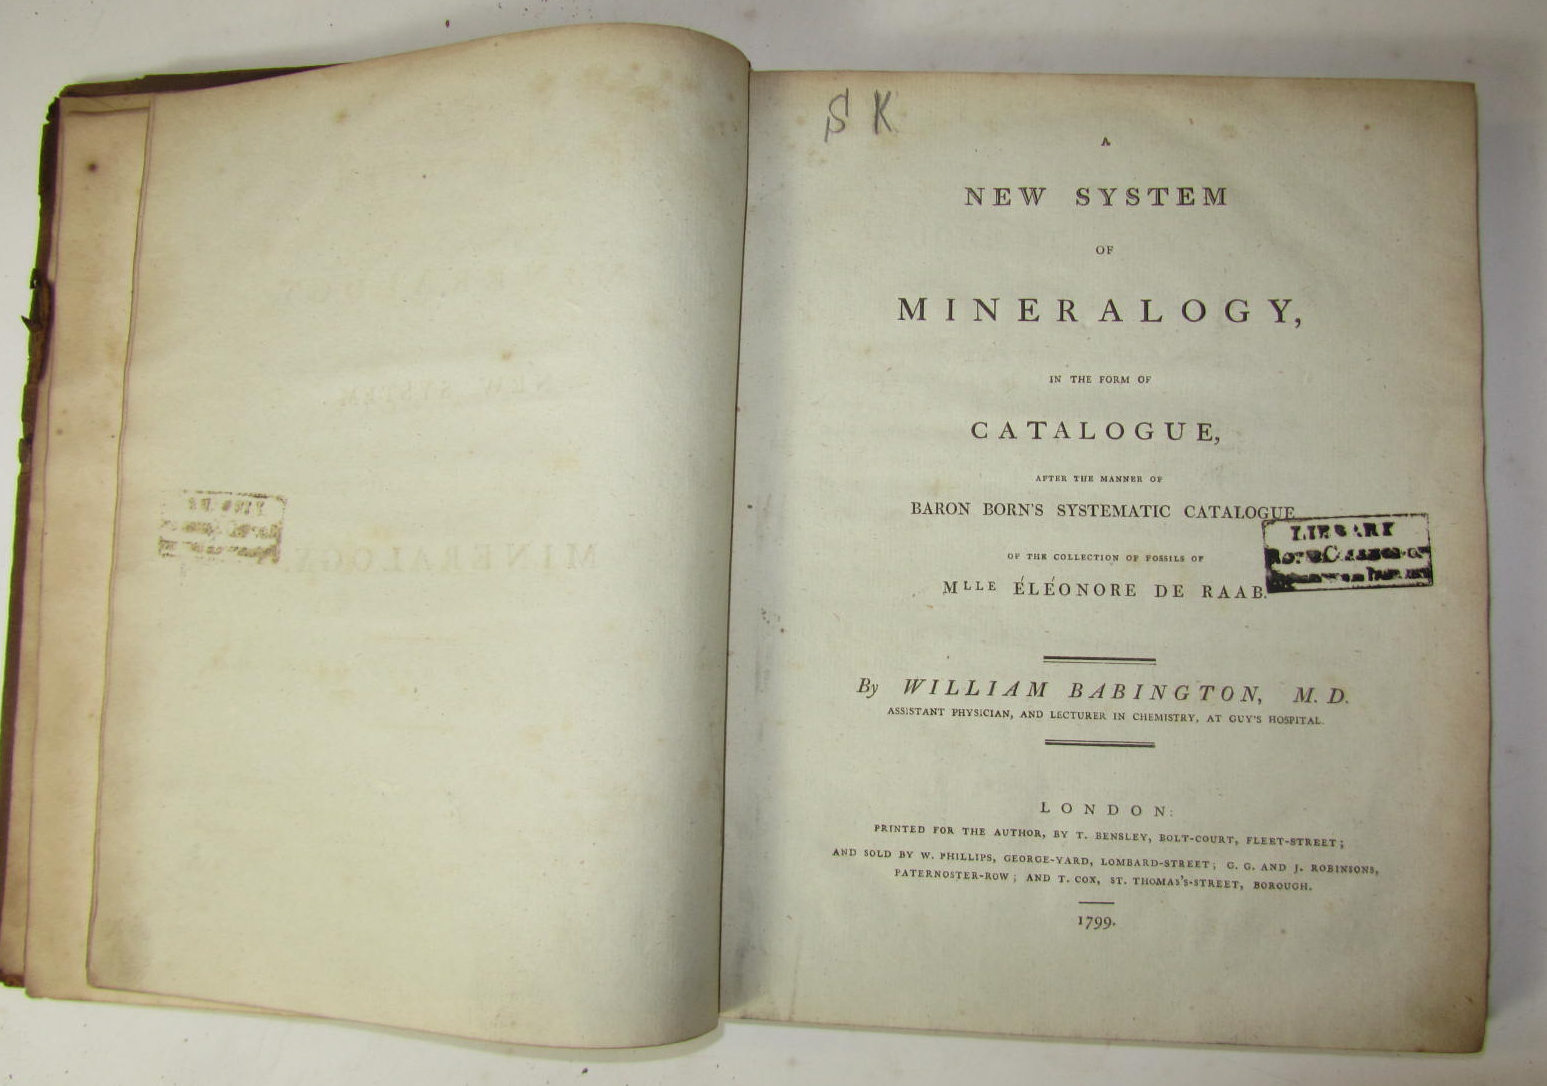 S K
A
NEW SYSTEM
OF
MINERALOGY,
IN THE FORM OF
CATALOGUE,
AFTER THE MANNER OF
BARON BORN'S SYSTEMATIC CATALOGUE
OF THE COLLECTION OF FOSSILS OF
MLLE ÉLÉONORE DE RAAB.
LIBRARY
By WILLIAM BABINGTON, M. D.
ASSISTANT PHYSICIAN, AND LECTURER IN CHEMISTRY, AT GUY'S HOSPITAL.
LONDON:
PRINTED FOR THE AUTHOR, BY T. BENSLEY, BOLT-COURT, FLEET-STREET;
AND SOLD BY W. PHILLIPS, GEORGE-YARD, LOMBARD-STREET; G. G. AND J. ROBINSONS,
PATERNOSTER-ROW; AND T. COX, ST. THOMAS'S-STREET, BOROUGH.
1799.